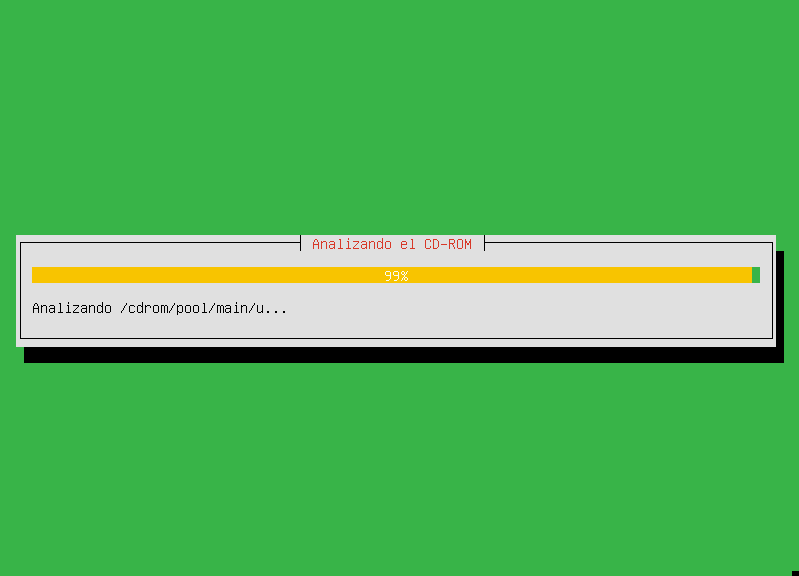 Analizando el CD-ROM
99%
Analizando /cdrom/pool/main/u...